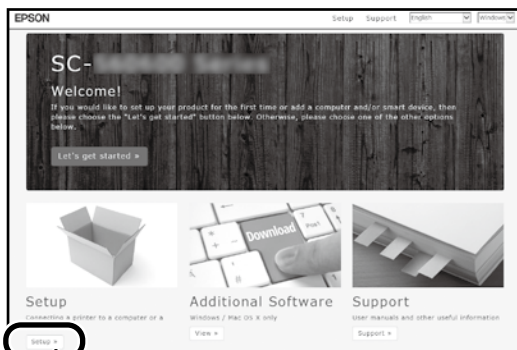 EPSON
Setup Support English Windows
SC-
Welcome!
If you would like to set up your product for the first time or add a computer and/or smart device, then
please choose the "Let's get started" button below. Otherwise, please choose one of the other options
below.
Let's get started »
Download
Setup
Connecting a printer to a computer or a
Setup »
Additional Software
Windows / Mac OS X only
View »
Support
User manuals and other useful information
Support »